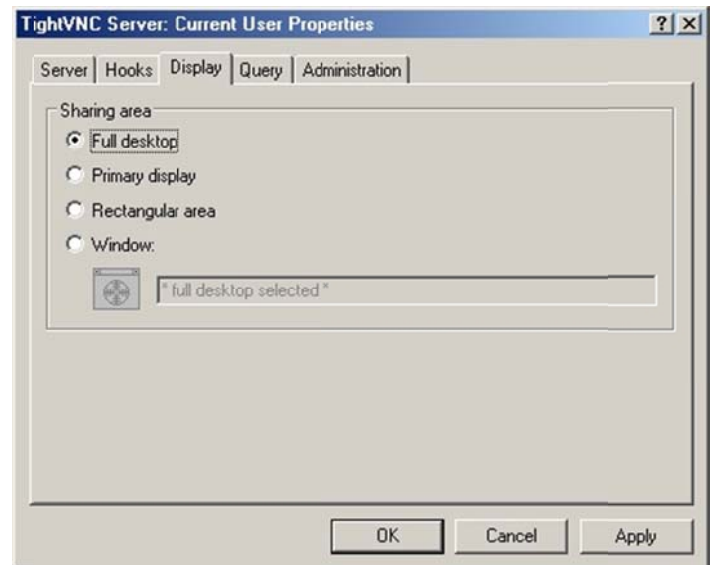 TightVNC Server: Current User Properties
Server Hooks Display Query Administration
Sharing area
Full desktop
Primary display
Rectangular area
Window:
* full desktop selected *
OK Cancel Apply